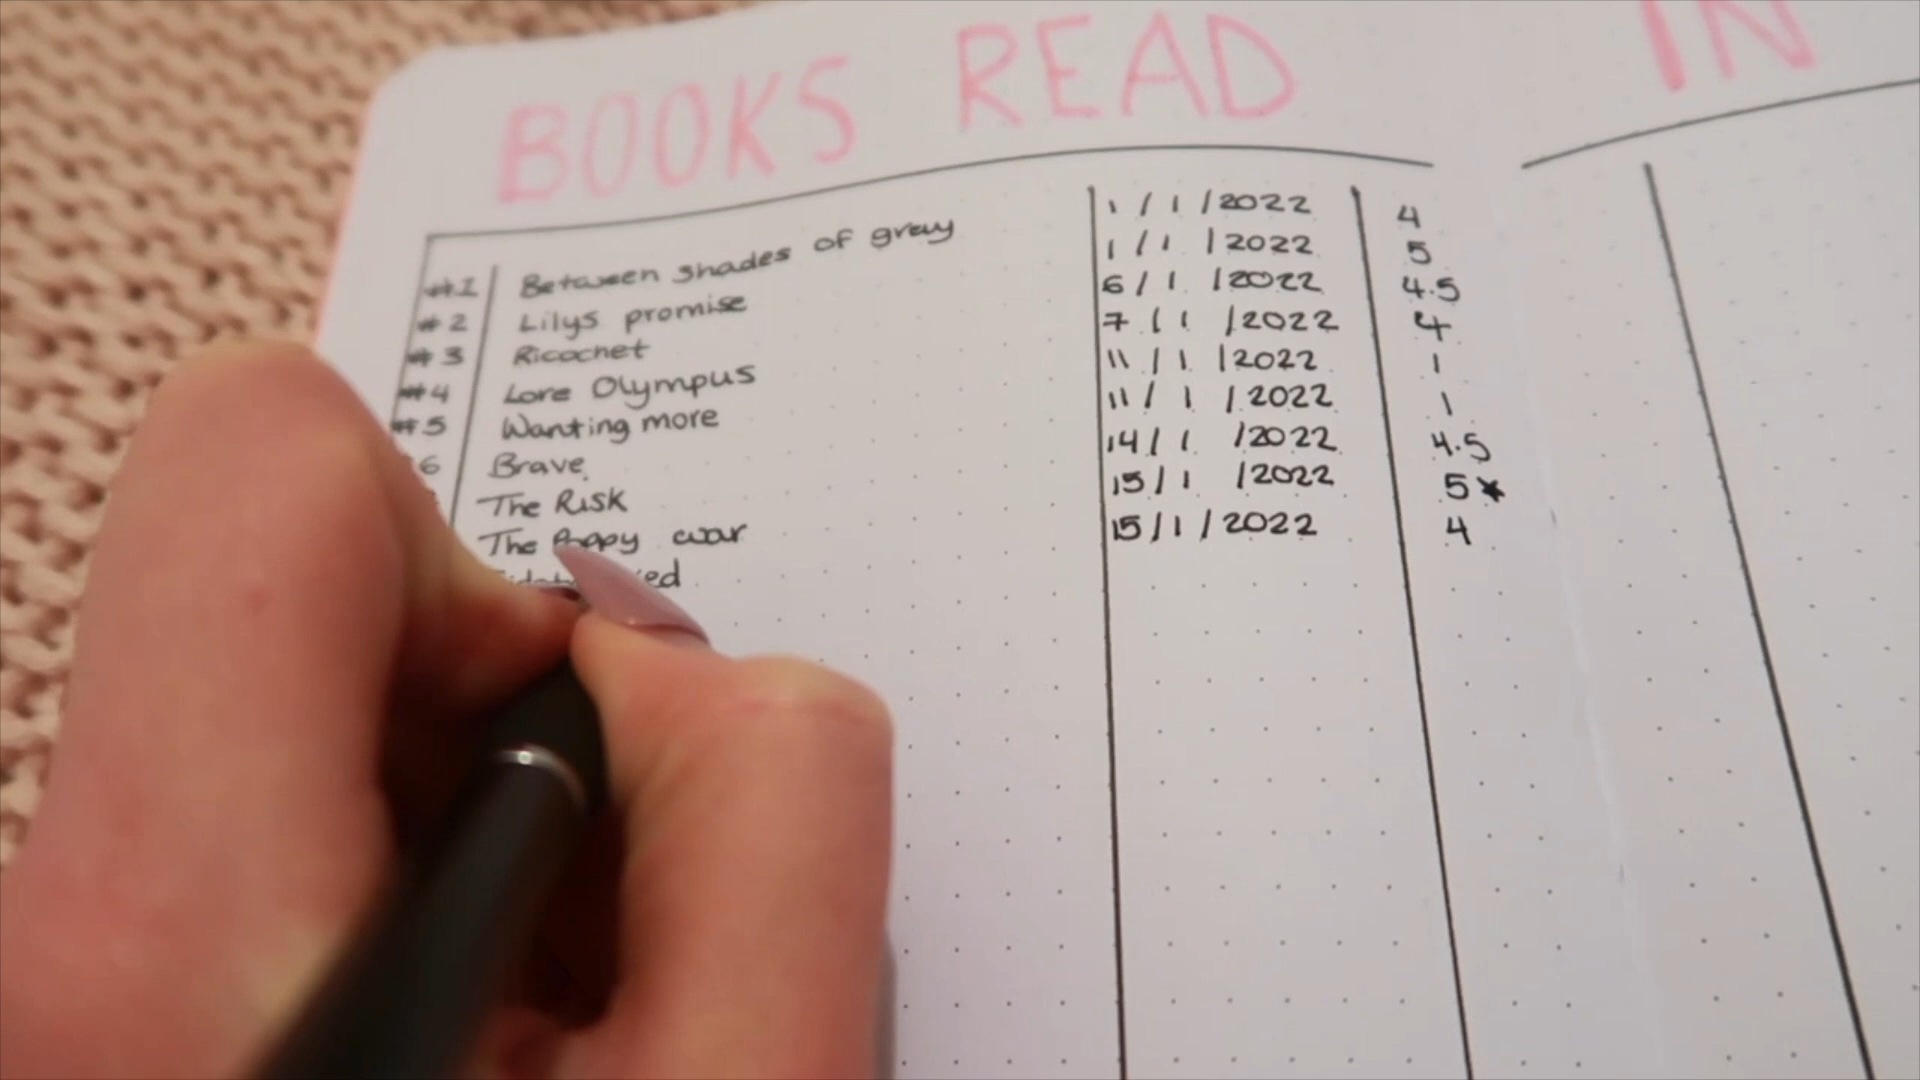 BOOKS READ IN
#1 Between shades of gray 1/1/2022 4
#2 Lilys promise 1/1/2022 5
#3 Ricochet 6/1/2022 4.5
#4 Lore Olympus 7/1/2022 4
#5 Wanting more 11/1/2022 1
6 Brave 11/1/2022 1
The Risk 14/1/2022 4.5
The Poppy war 15/1/2022 5*
15/1/2022 4